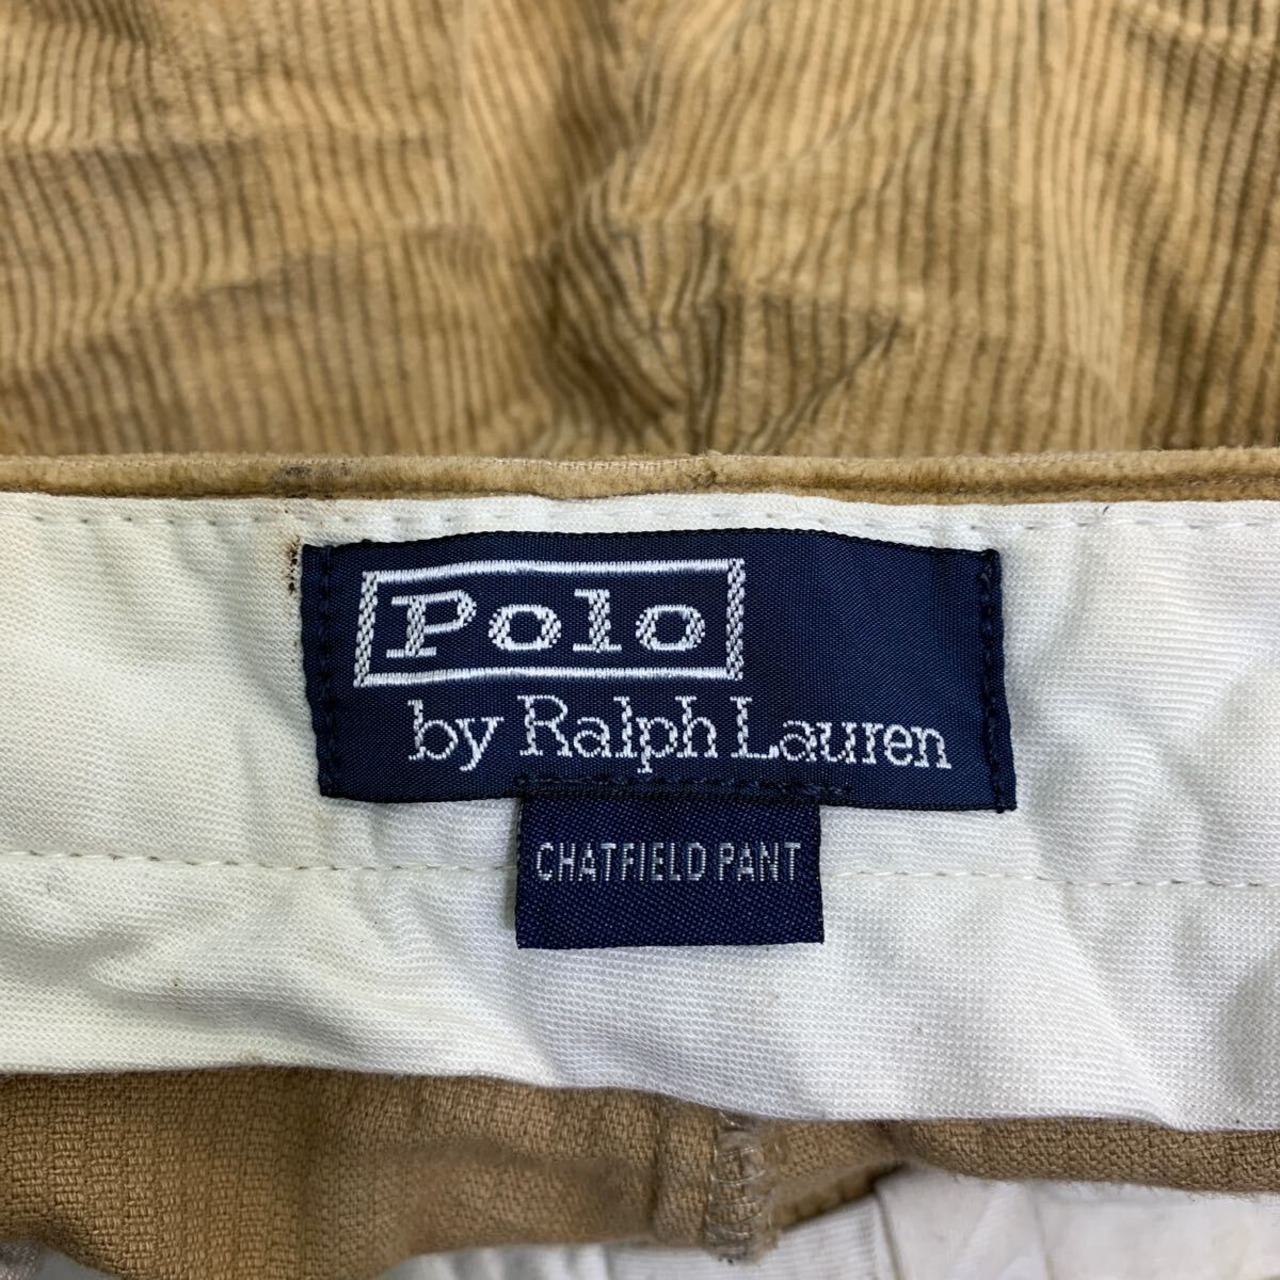 Polo
by Ralph Lauren
CHATFIELD PANT